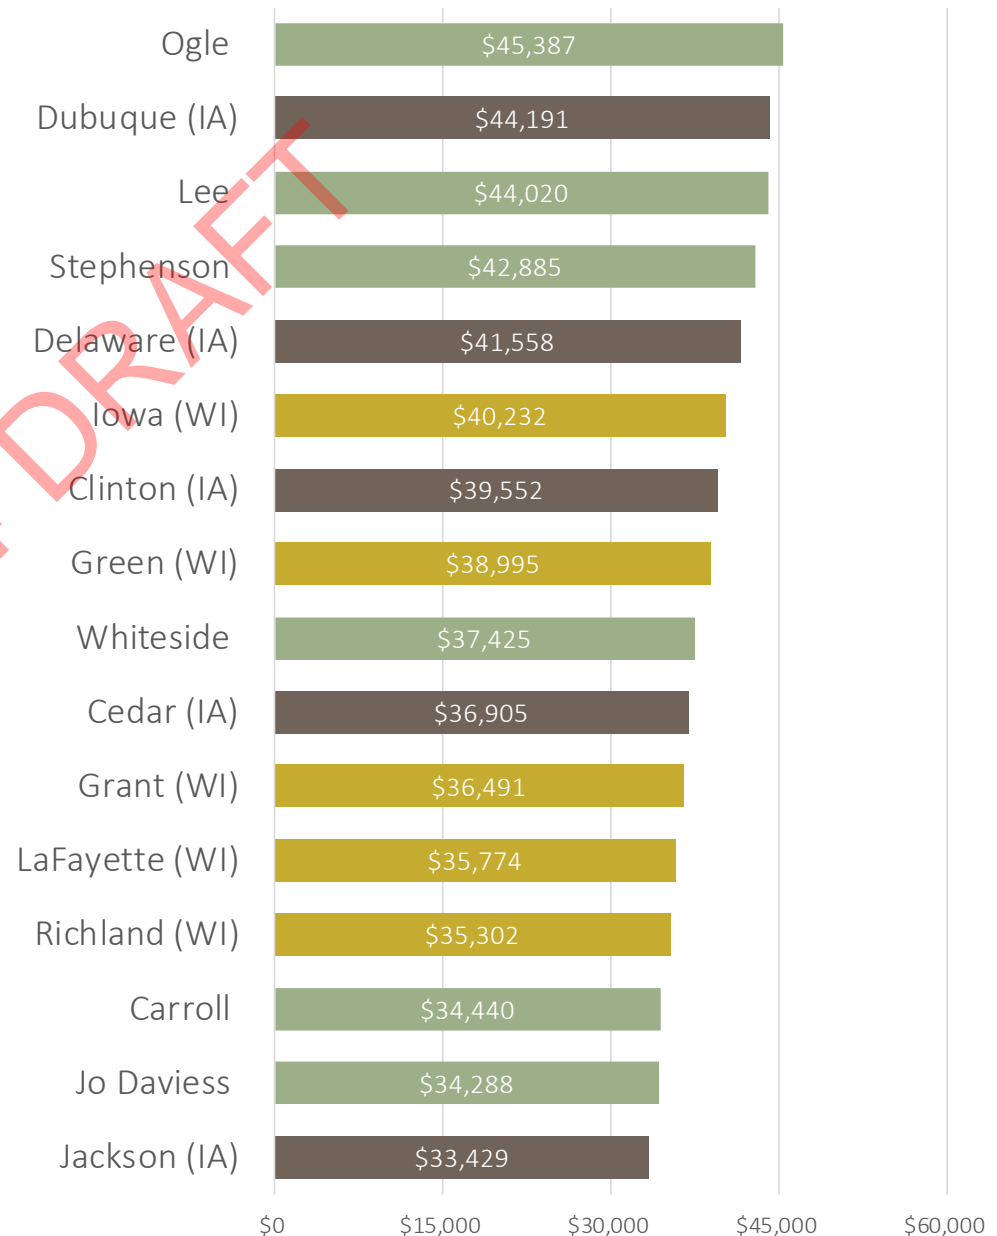 Ogle $45,387
Dubuque (IA) $44,191
Lee $44,020
Stephenson $42,885
Delaware (IA) $41,558
Iowa (WI) $40,232
Clinton (IA) $39,552
Green (WI) $38,995
Whiteside $37,425
Cedar (IA) $36,905
Grant (WI) $36,491
LaFayette (WI) $35,774
Richland (WI) $35,302
Carroll $34,440
Jo Daviess $34,288
Jackson (IA) $33,429
$0 $15,000 $30,000 $45,000 $60,000
DRAFT